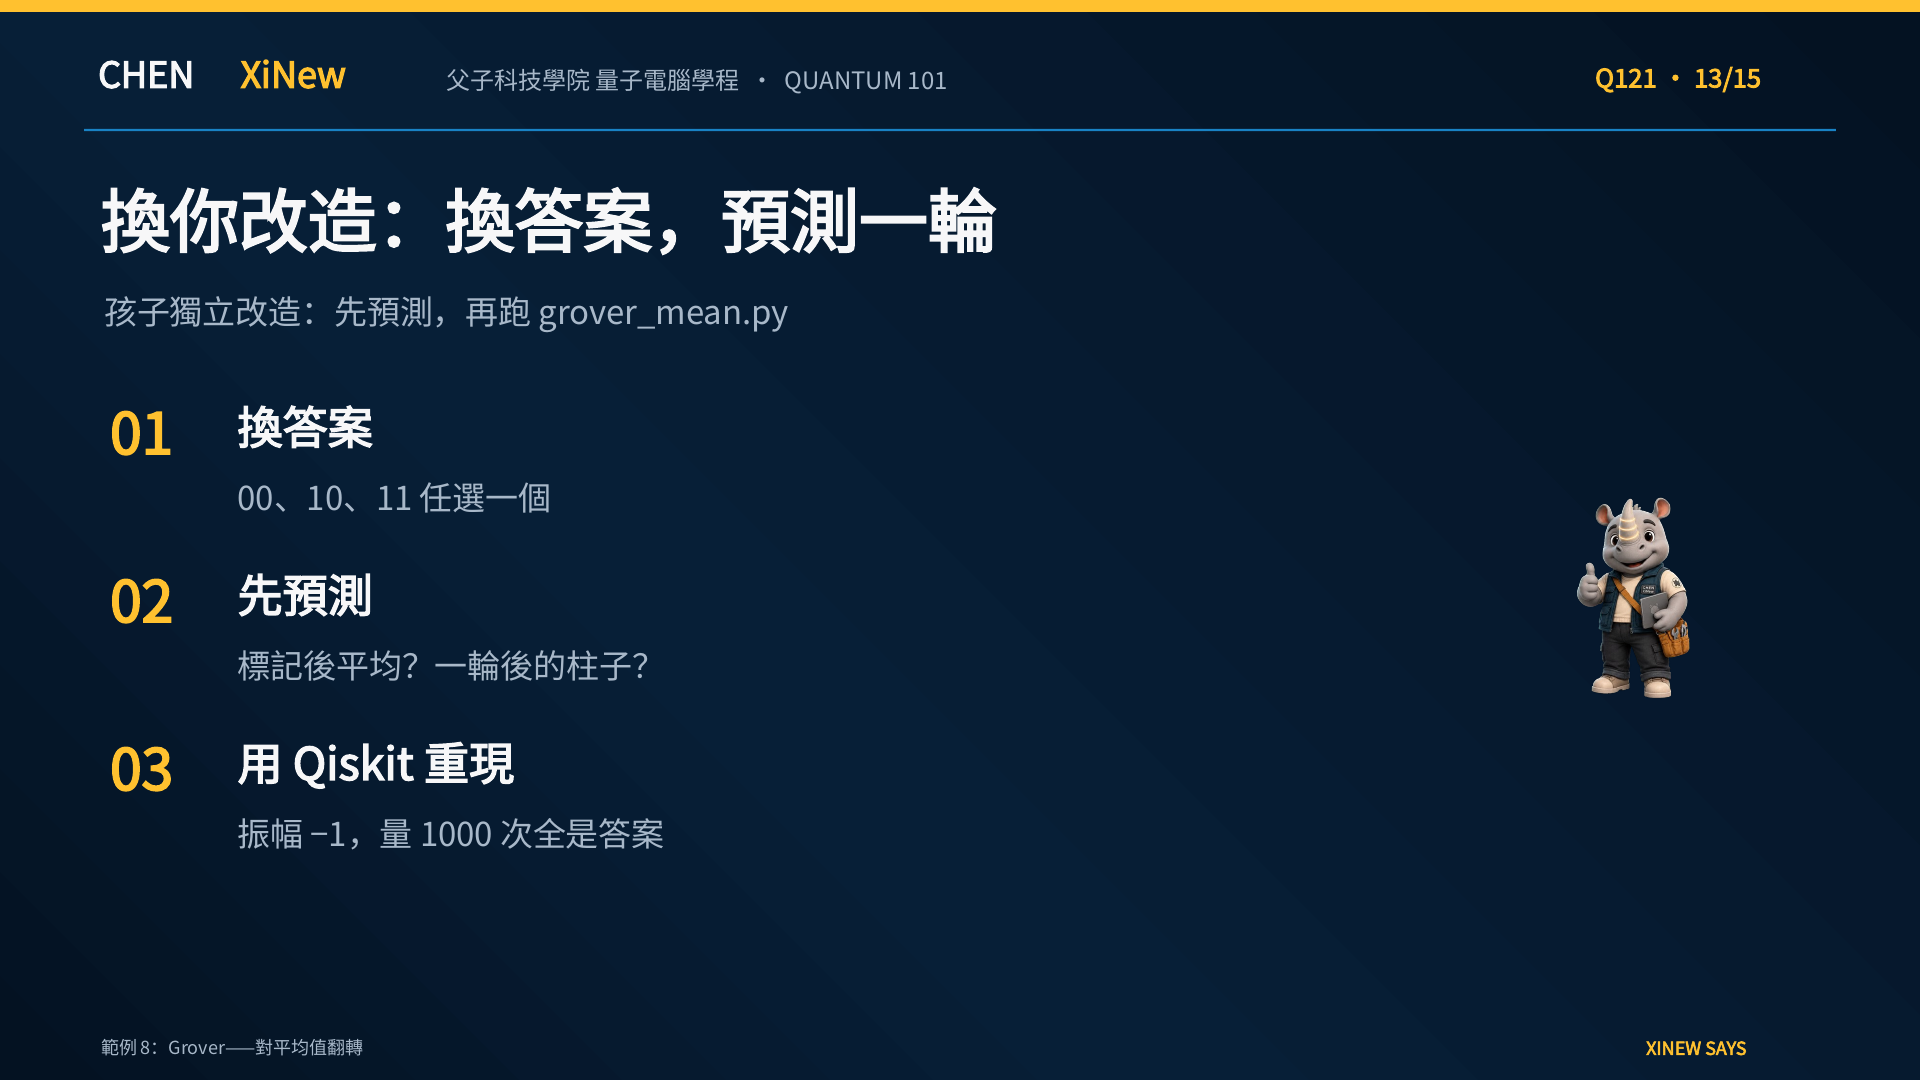 CHEN XiNew 父子科技學院 量子電腦學程 · QUANTUM 101 Q121 · 13/15
換你改造：換答案，預測一輪
孩子獨立改造：先預測，再跑 grover_mean.py
01 換答案
00、10、11 任選一個
02 先預測
標記後平均？一輪後的柱子？
03 用 Qiskit 重現
振幅 −1，量 1000 次全是答案
範例 8：Grover——對平均值翻轉 XINEW SAYS